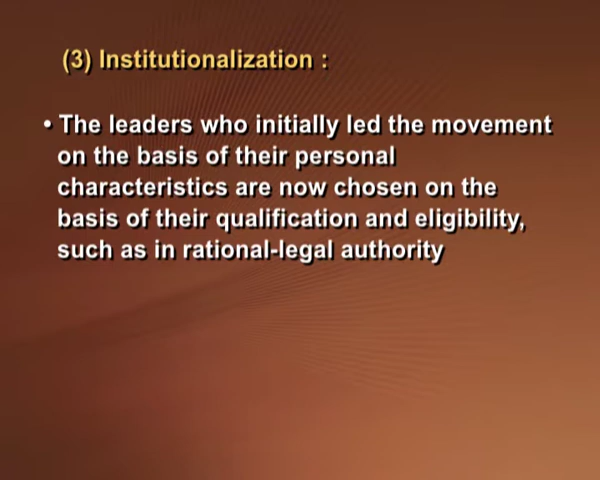 (3) Institutionalization :
• The leaders who initially led the movement
on the basis of their personal
characteristics are now chosen on the
basis of their qualification and eligibility,
such as in rational-legal authority